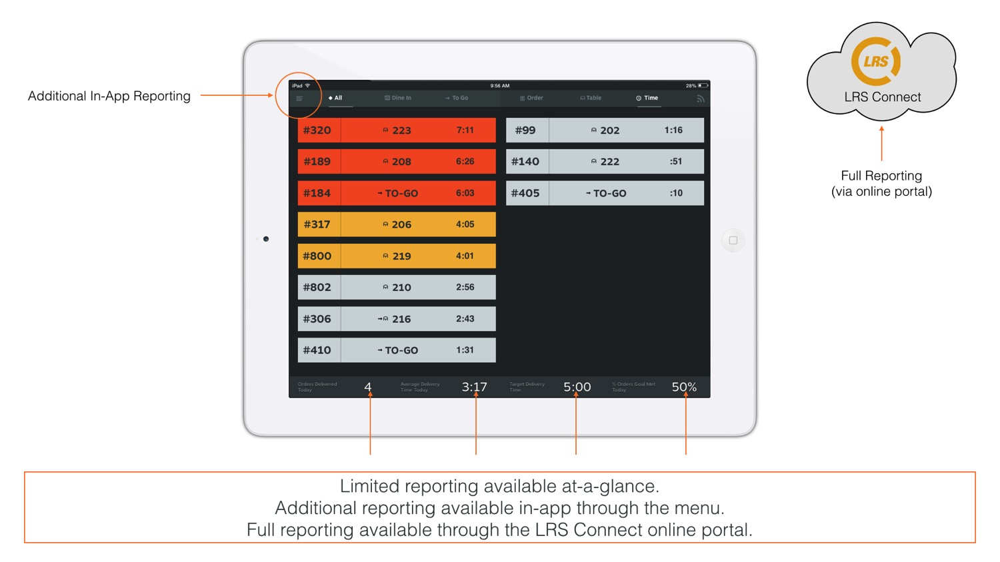 LRS
LRS Connect
Additional In-App Reporting
Full Reporting
(via online portal)
iPad
9:56 AM
28%
All
Dine In
To Go
Order
Table
Time
#320 223 7:11
#189 208 6:26
#184 TO-GO 6:03
#317 206 4:05
#800 219 4:01
#802 210 2:56
#306 216 2:43
#410 TO-GO 1:31
#99 202 1:16
#140 222 :51
#405 TO-GO :10
Orders Delivered
Today
4
Average Delivery
Time Today
3:17
Target Delivery
Time
5:00
% Orders Goal Met
Today
50%
Limited reporting available at-a-glance.
Additional reporting available in-app through the menu.
Full reporting available through the LRS Connect online portal.